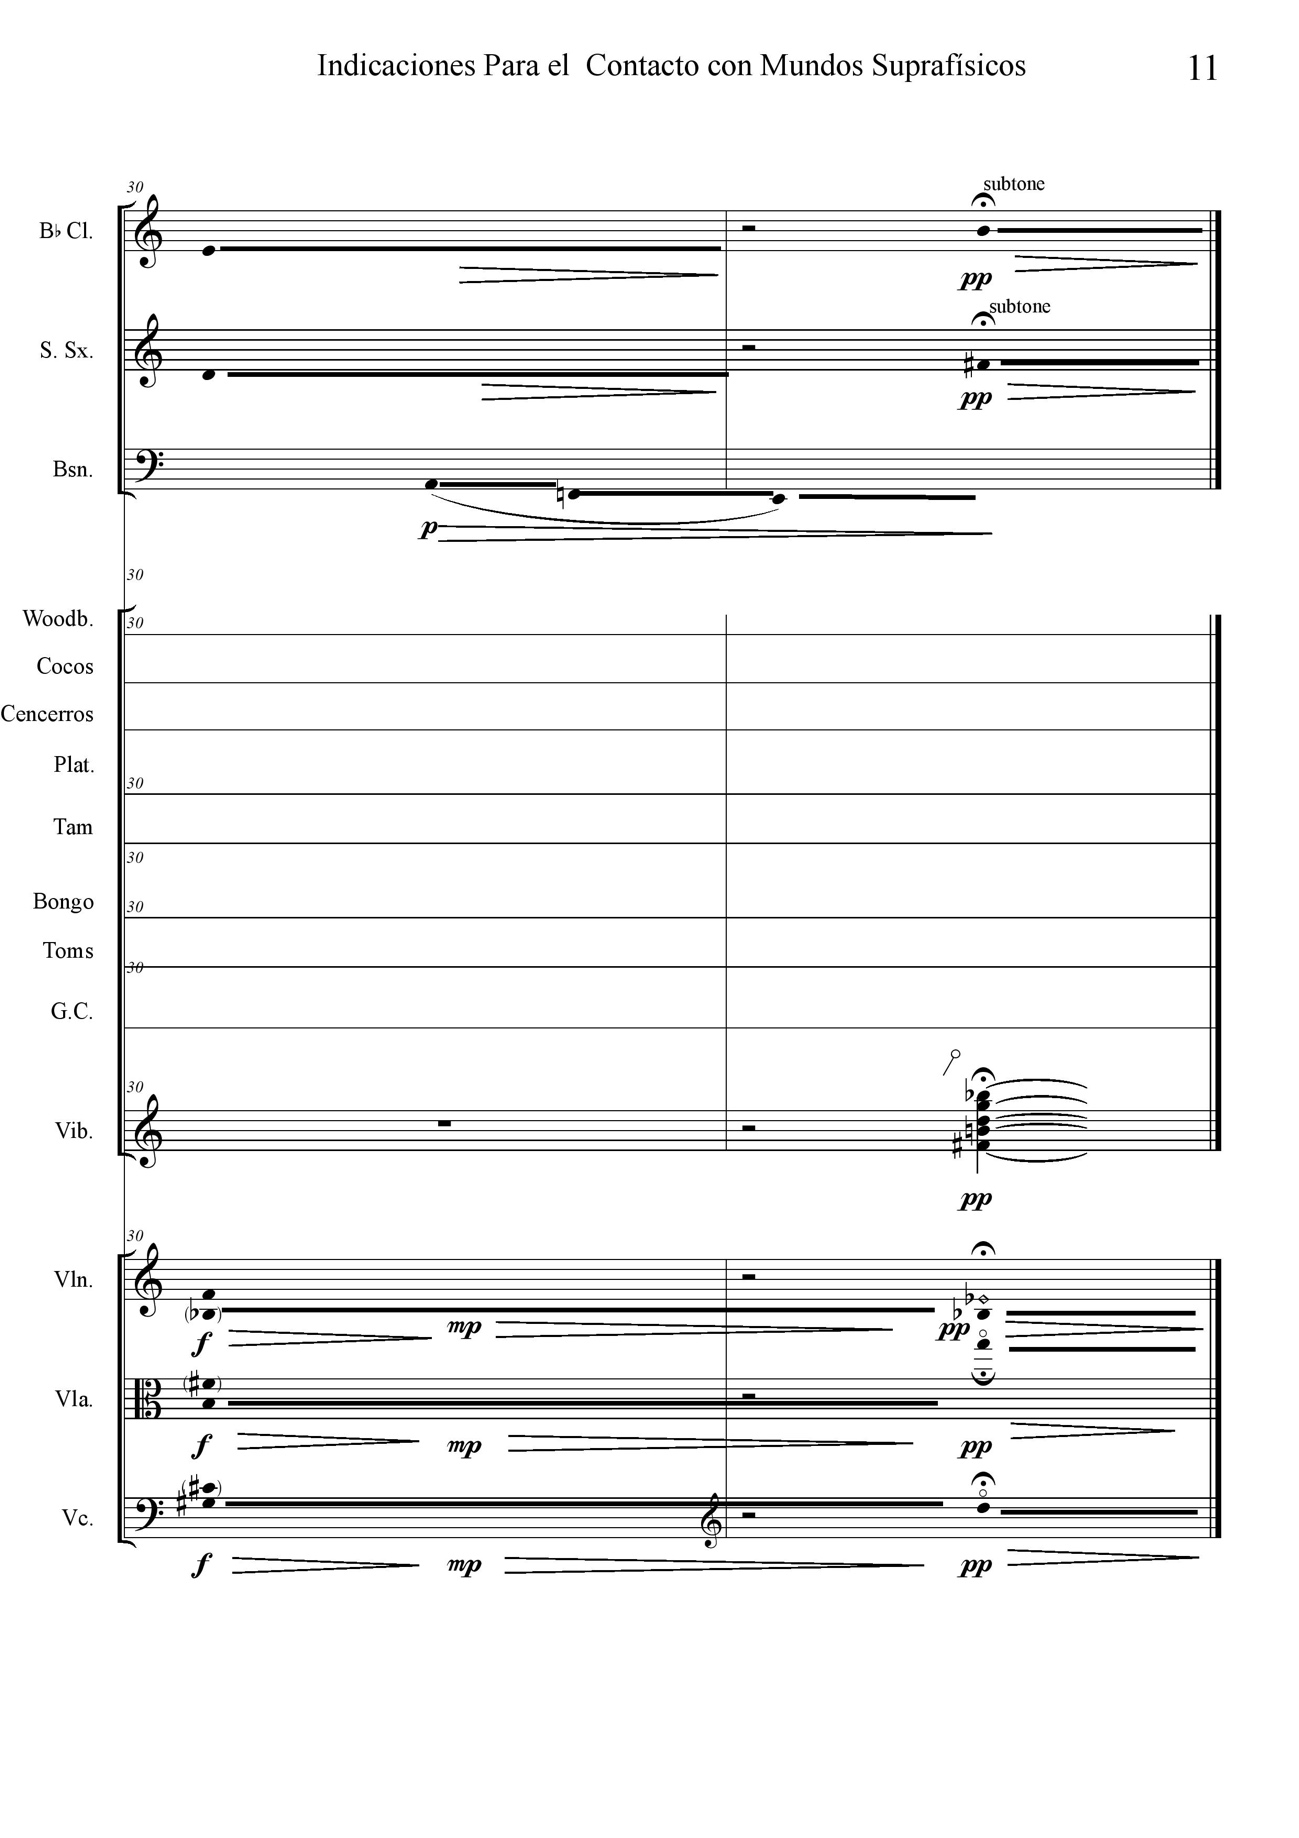 Indicaciones Para el  Contacto con Mundos Suprafísicos
11
30
subtone
B♭ Cl.
pp
subtone
S. Sx.
pp
Bsn.
p
30
Woodb.
30
Cocos
Cencerros
Plat.
30
Tam
30
Bongo
30
Toms
30
G.C.
30
Vib.
pp
30
Vln.
f
mp
pp
Vla.
f
mp
pp
Vc.
f
mp
pp